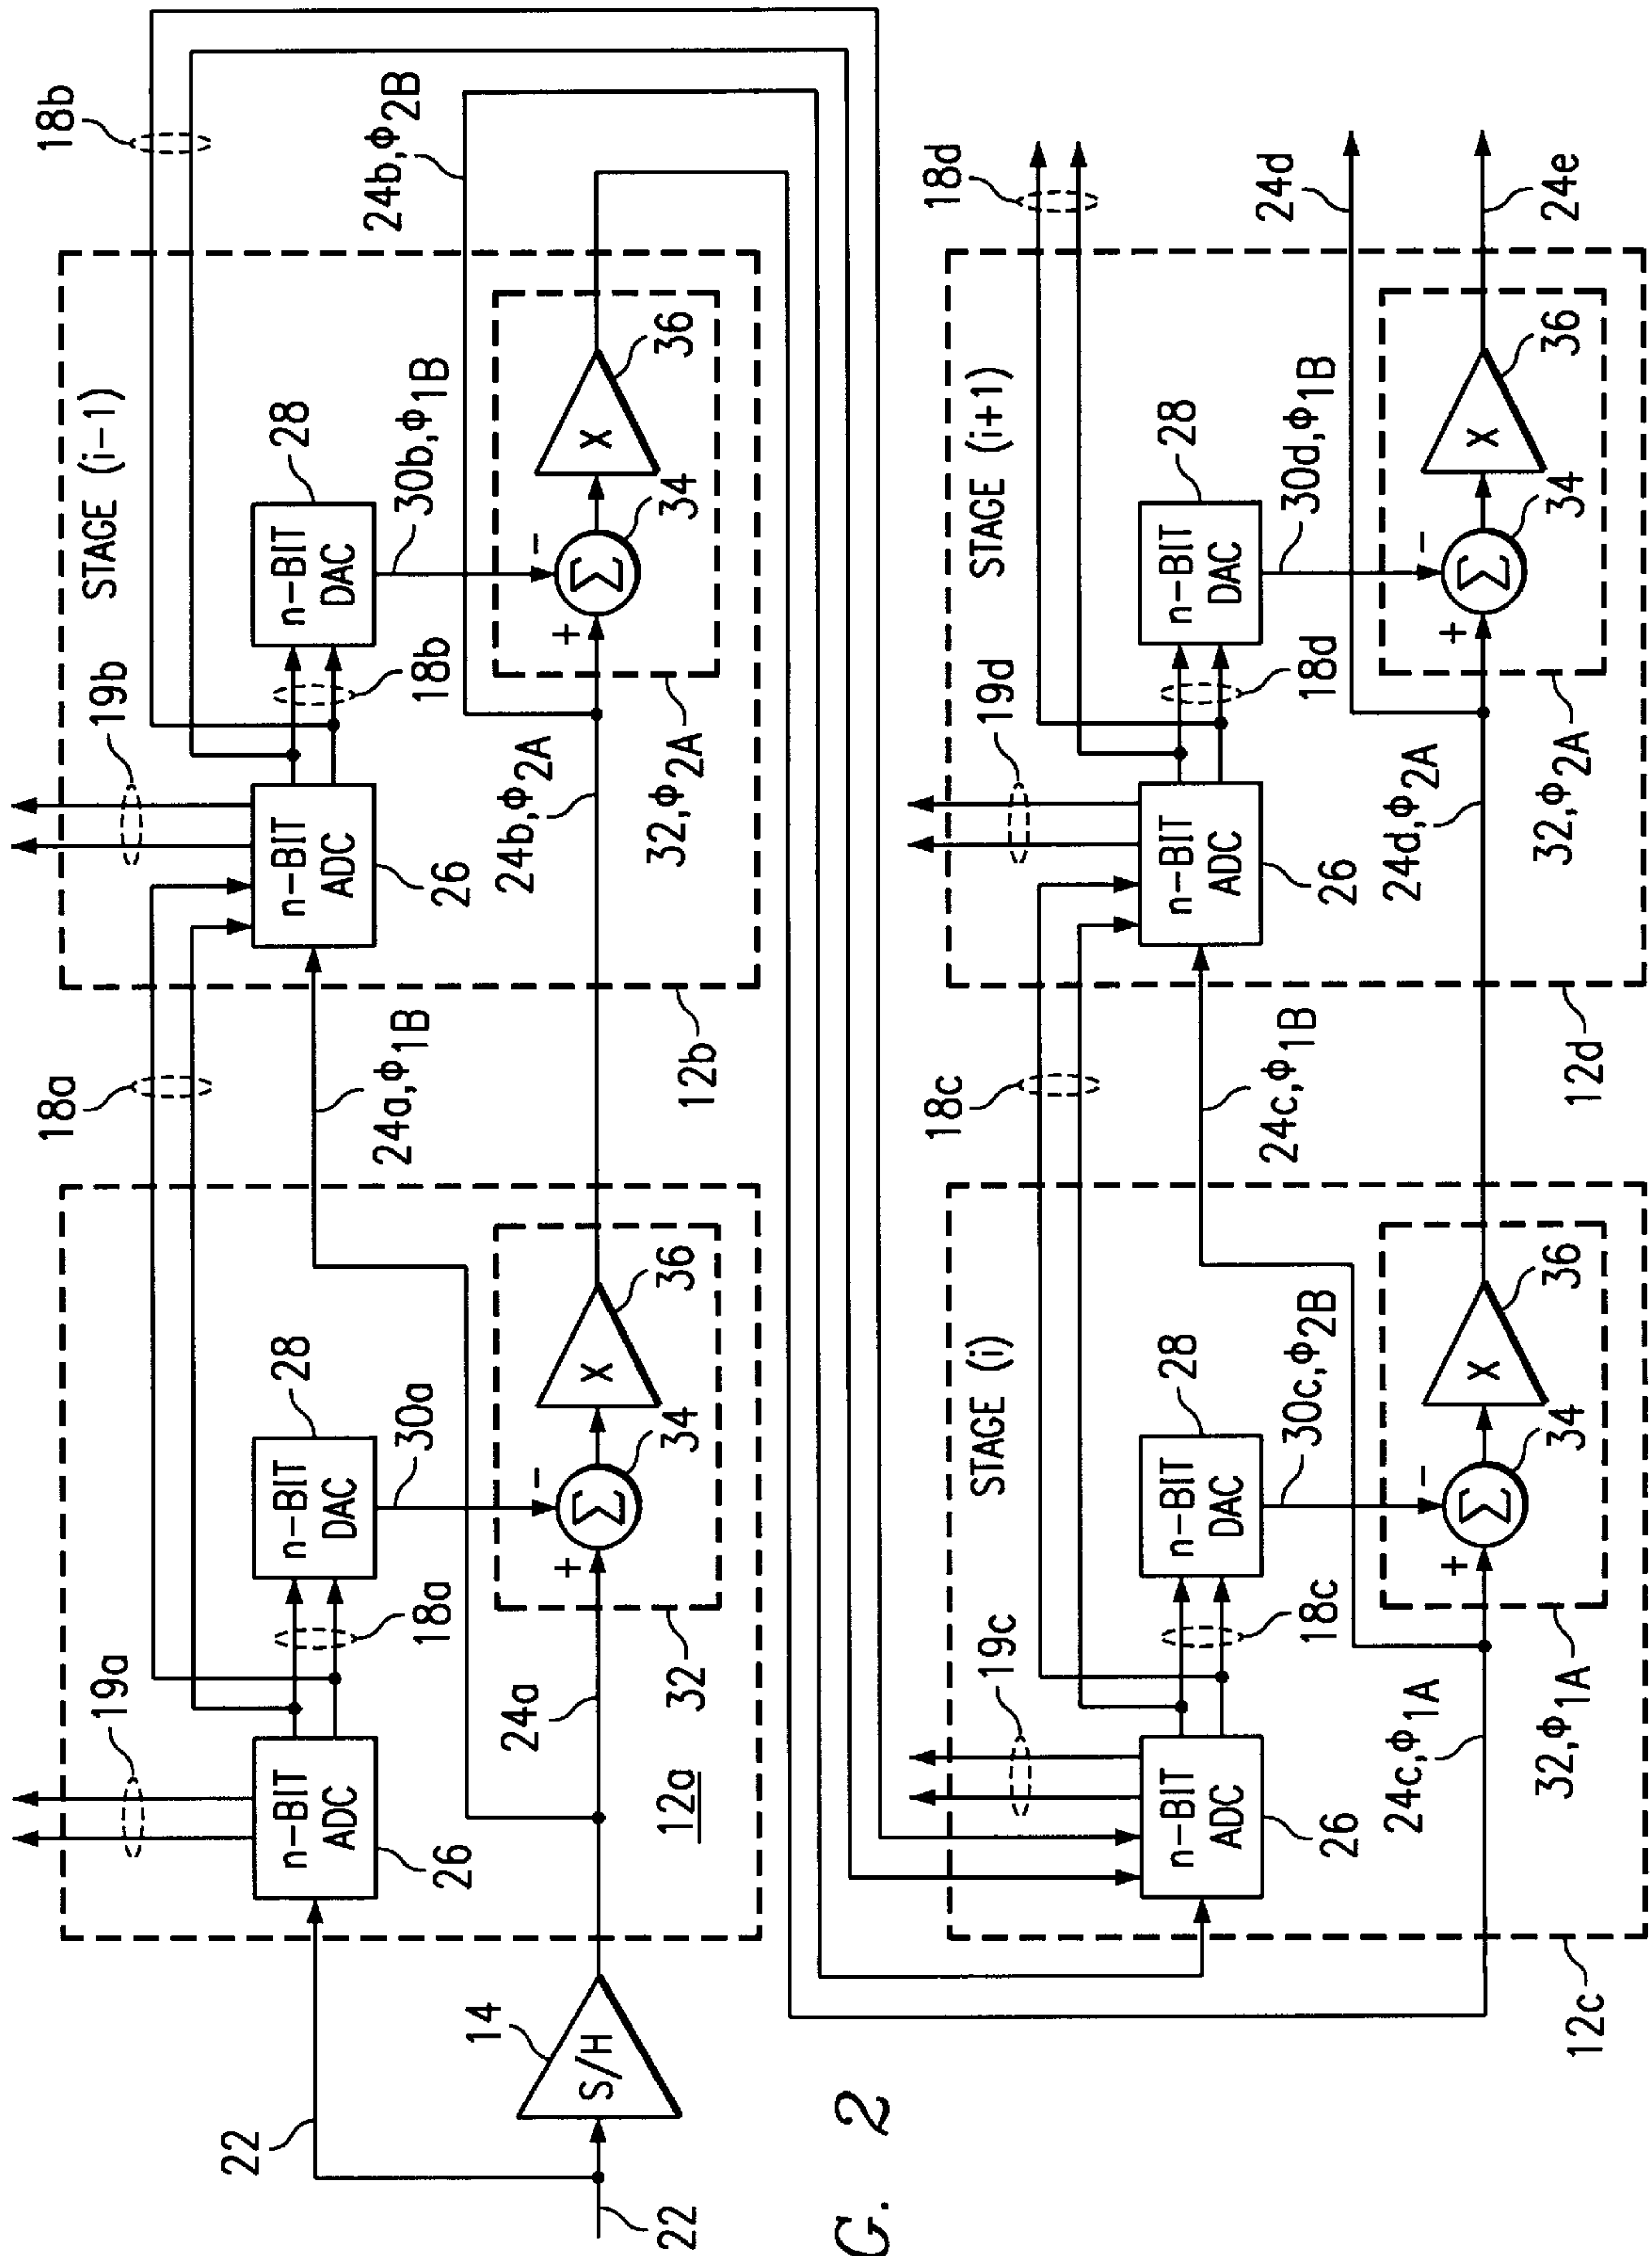 22
22
14
S/H
12a
19a
n-BIT
ADC
26
18a
n-BIT
DAC
28
30a
24a
+
-
Σ
34
X
36
32
18a
24a,Φ1B
12b
STAGE (i-1)
19b
n-BIT
ADC
26
18b
n-BIT
DAC
28
30b,Φ1B
24b,Φ2A
+
-
Σ
34
X
36
32,Φ2A
18b
24b,Φ2B
12c
STAGE (i)
19c
n-BIT
ADC
26
18c
n-BIT
DAC
28
30c,Φ2B
24c,Φ1A
+
-
Σ
34
X
36
32,Φ1A
18c
24c,Φ1B
12d
STAGE (i+1)
19d
n-BIT
ADC
26
18d
n-BIT
DAC
28
30d,Φ1B
24d,Φ2A
+
-
Σ
34
X
36
32,Φ2A
18d
24d
24e
G. 2